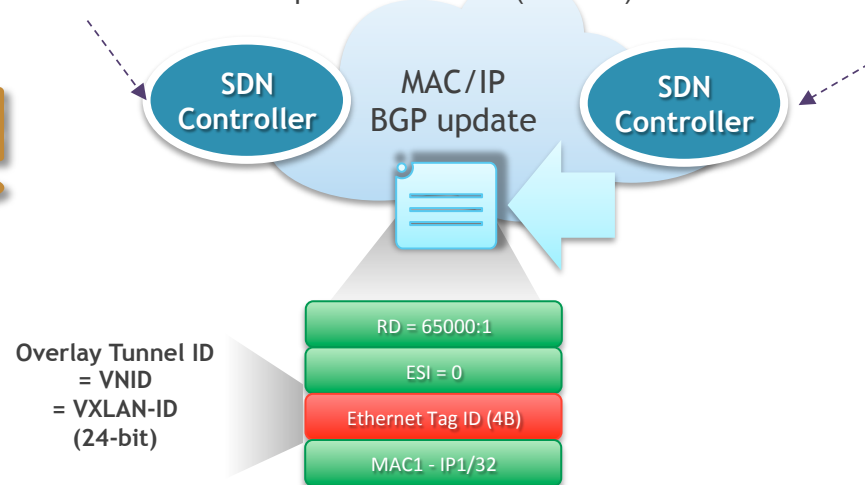 SDN
Controller
MAC/IP
BGP update
SDN
Controller
RD = 65000:1
ESI = 0
Ethernet Tag ID (4B)
MAC1 - IP1/32
Overlay Tunnel ID
= VNID
= VXLAN-ID
(24-bit)